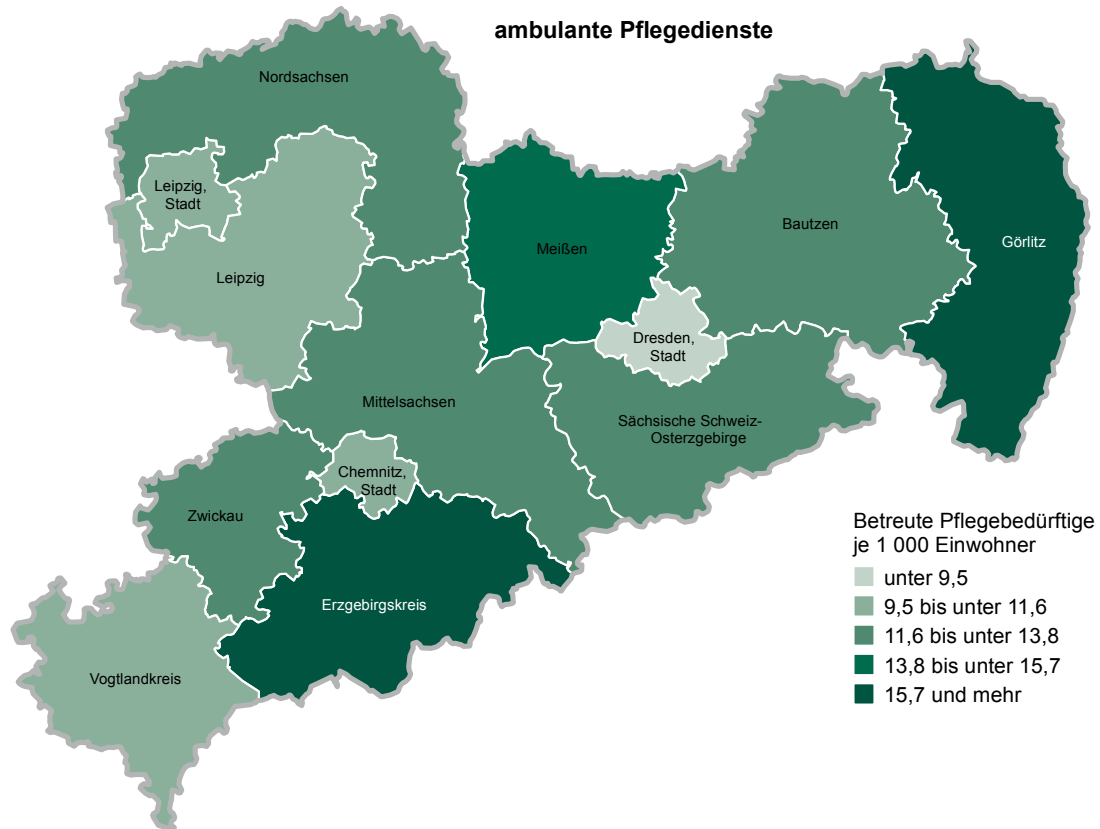 ambulante Pflegedienste
Nordsachsen
Leipzig,
Stadt
Leipzig
Meißen
Bautzen
Görlitz
Dresden,
Stadt
Mittelsachsen
Sächsische Schweiz-
Osterzgebirge
Chemnitz,
Stadt
Zwickau
Erzgebirgskreis
Vogtlandkreis
Betreute Pflegebedürftige
je 1 000 Einwohner
unter 9,5
9,5 bis unter 11,6
11,6 bis unter 13,8
13,8 bis unter 15,7
15,7 und mehr